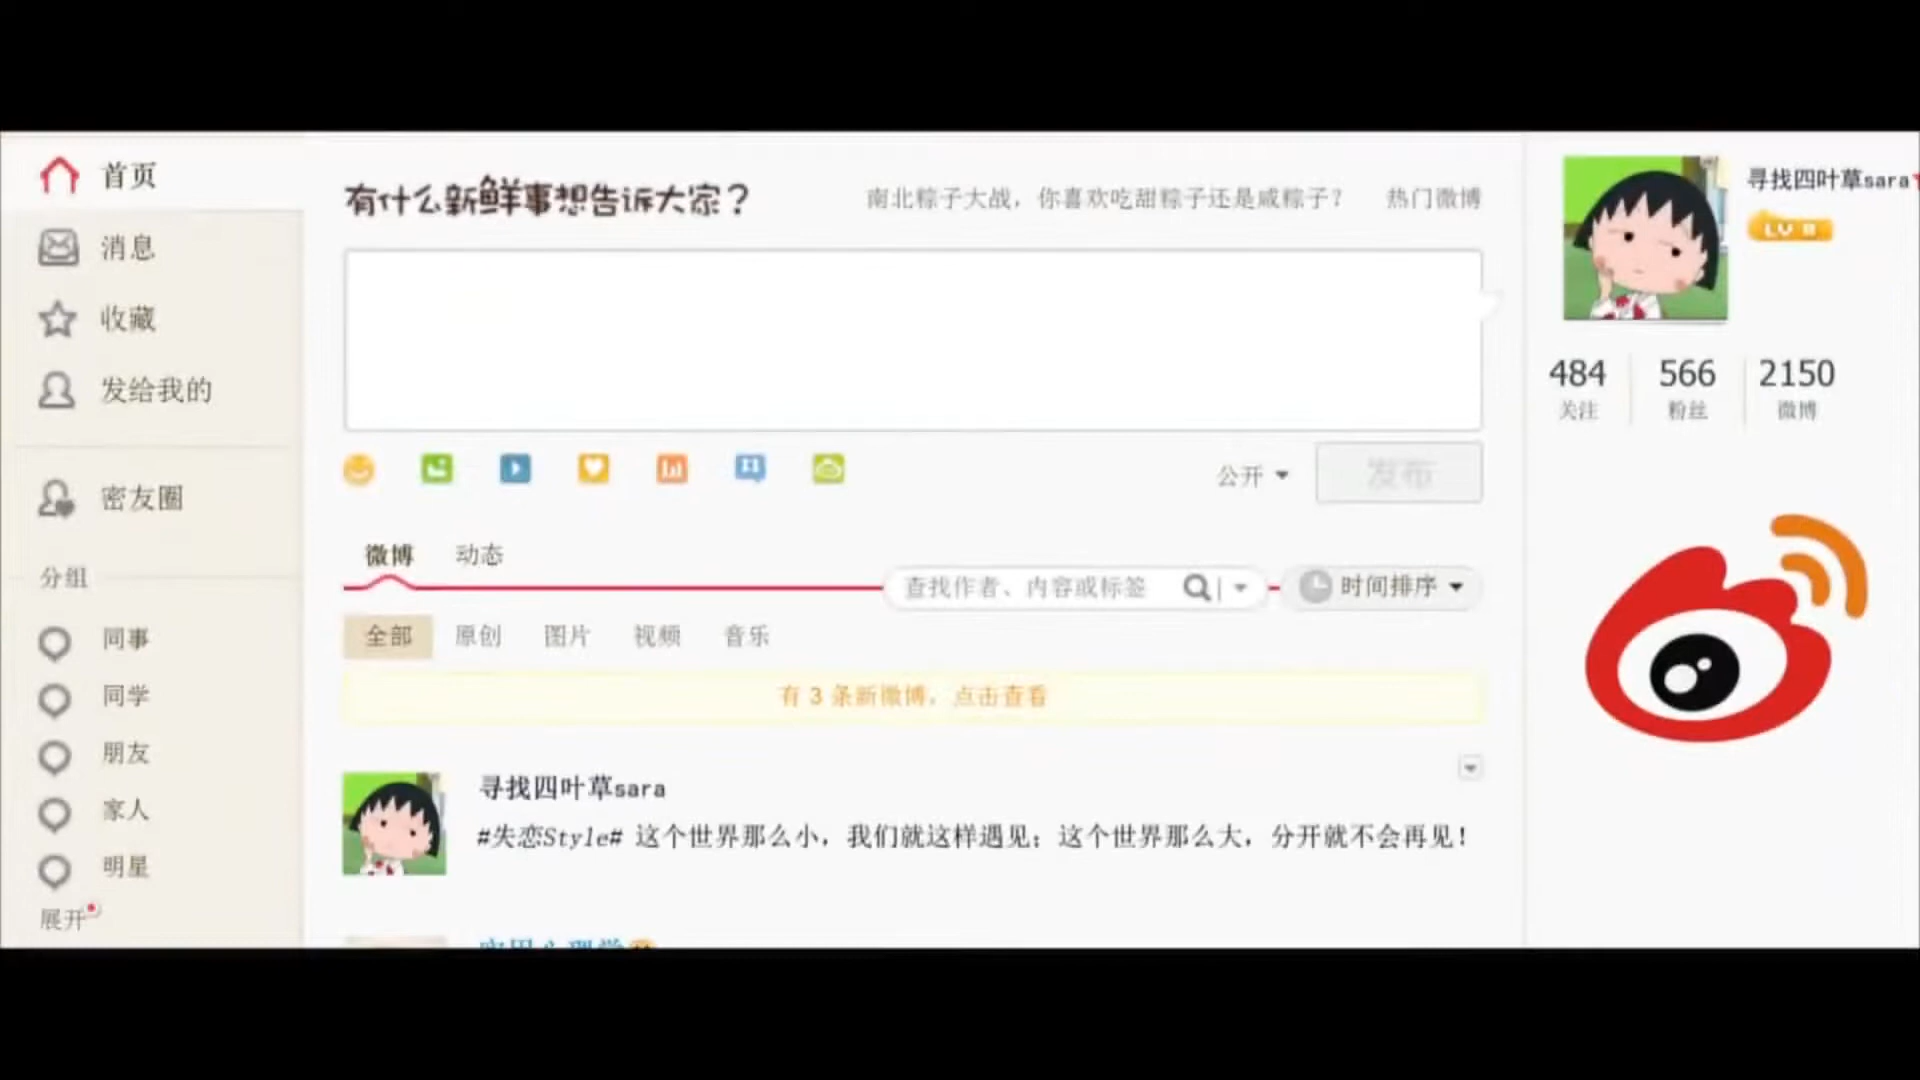 首页
消息
收藏
发给我的
密友圈
分组
同事
同学
朋友
家人
明星
展开
有什么新鲜事想告诉大家？
南北粽子大战，你喜欢吃甜粽子还是咸粽子？ 热门微博
公开
发布
微博 动态
查找作者、内容或标签
时间排序
全部 原创 图片 视频 音乐
有 3 条新微博，点击查看
寻找四叶草sara
#失恋Style# 这个世界那么小，我们就这样遇见；这个世界那么大，分开就不会再见！
寻找四叶草sara
LV 8
484 566 2150
关注 粉丝 微博